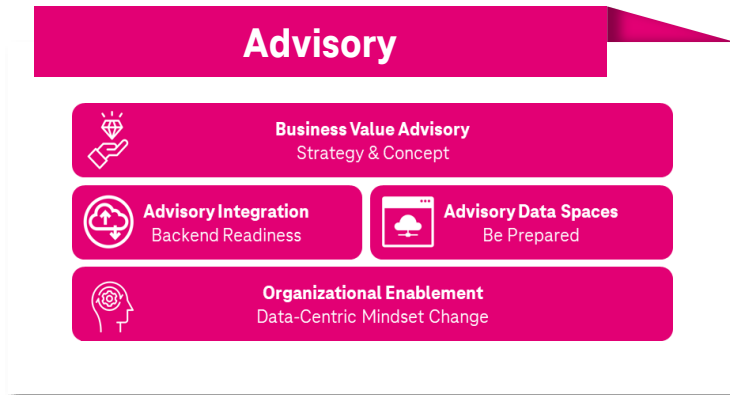 Advisory
Business Value Advisory
Strategy & Concept
Advisory Integration
Backend Readiness
Advisory Data Spaces
Be Prepared
Organizational Enablement
Data-Centric Mindset Change